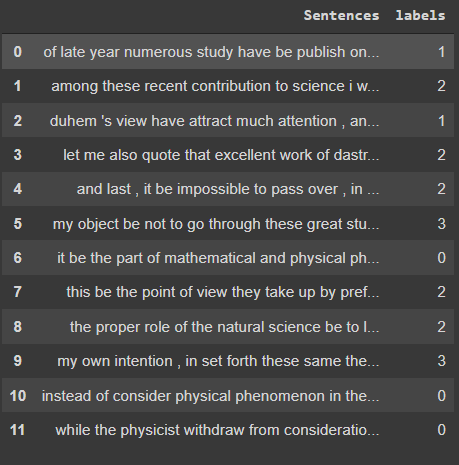 Sentences labels
0 of late year numerous study have be publish on... 1
1 among these recent contribution to science i w... 2
2 duhem 's view have attract much attention , an... 1
3 let me also quote that excellent work of dastr... 2
4 and last , it be impossible to pass over , in ... 2
5 my object be not to go through these great stu... 3
6 it be the part of mathematical and physical ph... 0
7 this be the point of view they take up by pref... 2
8 the proper role of the natural science be to l... 2
9 my own intention , in set forth these same the... 3
10 instead of consider physical phenomenon in the... 0
11 while the physicist withdraw from consideratio... 0